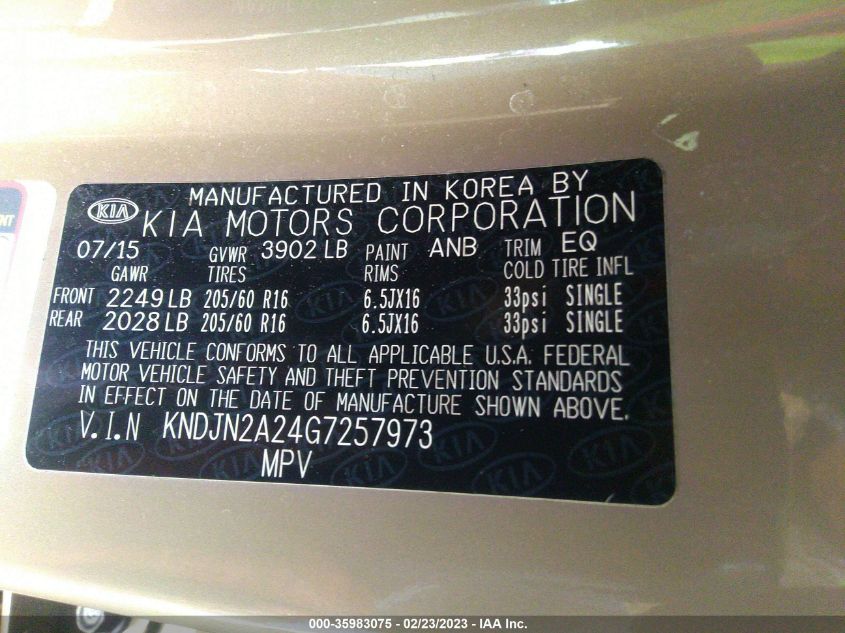 MANUFACTURED IN KOREA BY
KIA KIA MOTORS CORPORATION
07/15 GVWR 3902 LB PAINT ANB TRIM EQ
GAWR TIRES RIMS COLD TIRE INFL
FRONT 2249 LB 205/60 R16 6.5JX16 33psi SINGLE
REAR 2028 LB 205/60 R16 6.5JX16 33psi SINGLE
THIS VEHICLE CONFORMS TO ALL APPLICABLE U.S.A. FEDERAL
MOTOR VEHICLE SAFETY AND THEFT PREVENTION STANDARDS
IN EFFECT ON THE DATE OF MANUFACTURE SHOWN ABOVE.
V.I.N KNDJN2A24G7257973
MPV
000-35983075 - 02/23/2023 - IAA Inc.